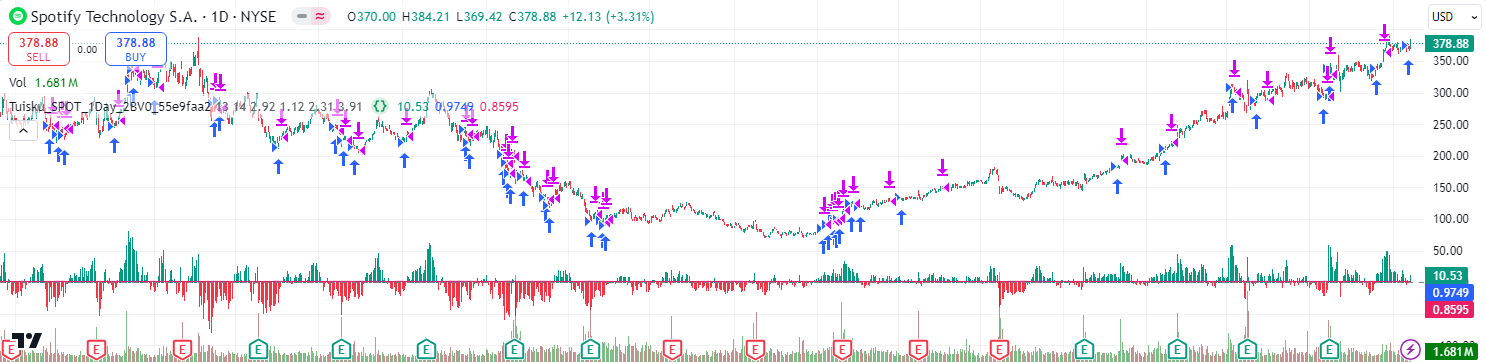 Spotify Technology S.A. · 1D · NYSE O370.00 H384.21 L369.42 C378.88 +12.13 (+3.31%) USD
378.88 SELL 0.00 378.88 BUY
378.88
Vol 1.681M
350.00
300.00
Tuisku_SPOT_1Day_2BV0_55e9faa2 13 14 2.92 1.12 2.31 3.91 10.53 0.9749 0.8595
250.00
200.00
150.00
100.00
50.00
10.53
0.9749
0.8595
E E E E E E E E E E E E E E E E
1.681M